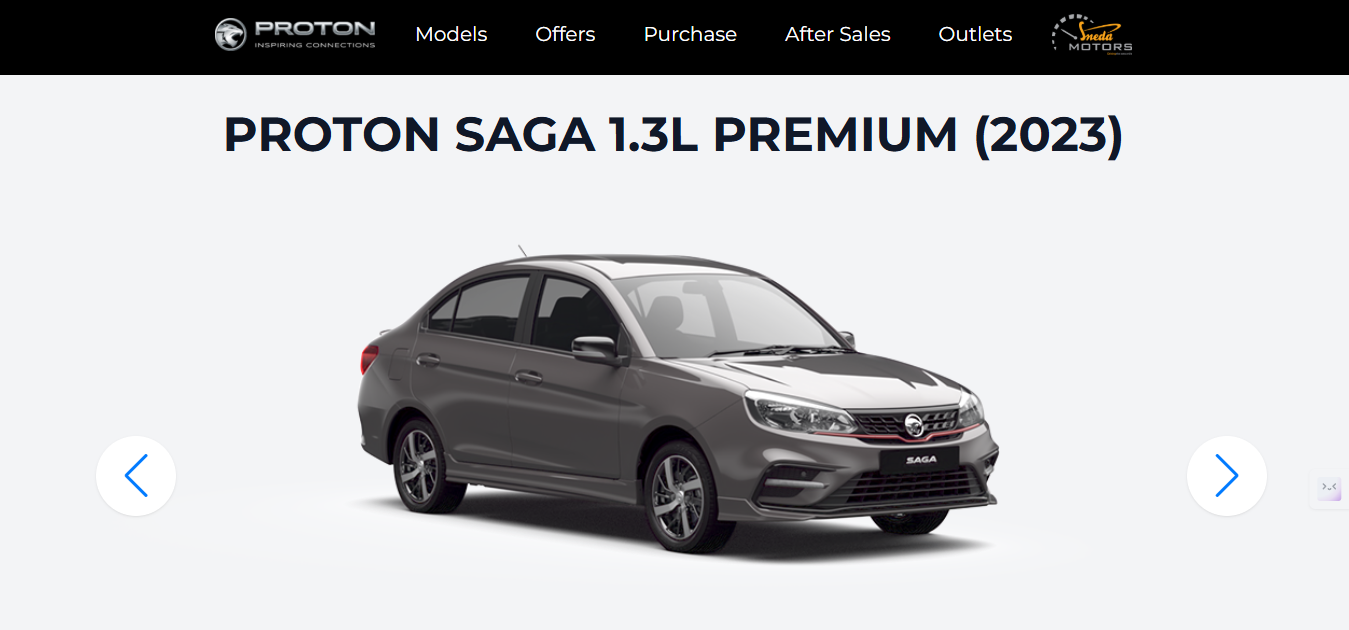 PROTON
INSPIRING CONNECTIONS
Models
Offers
Purchase
After Sales
Outlets
Sneda
MOTORS
PROTON SAGA 1.3L PREMIUM (2023)
SAGA